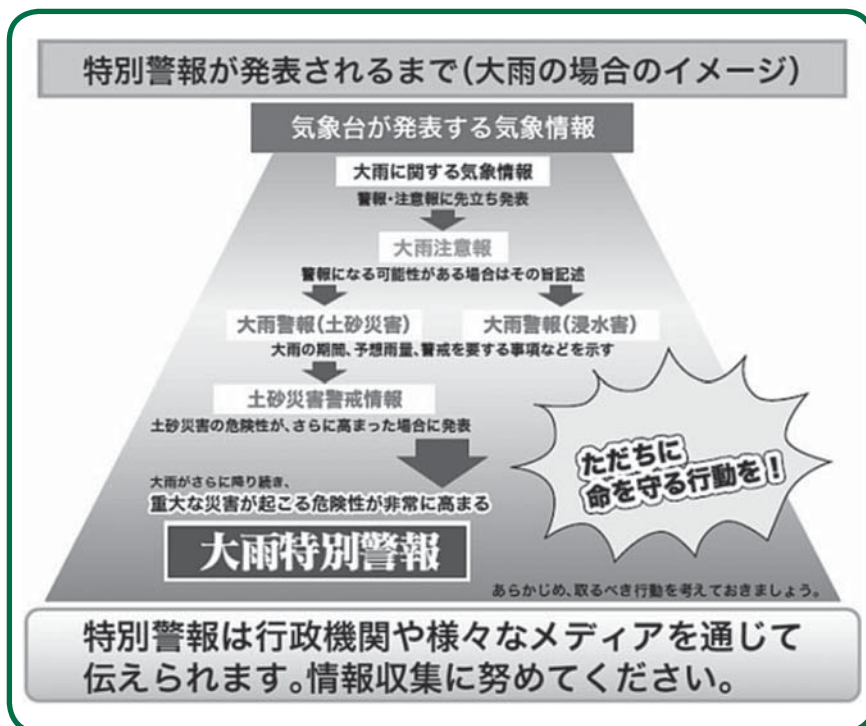 特別警報が発表されるまで(大雨の場合のイメージ)
気象台が発表する気象情報
大雨に関する気象情報
警報・注意報に先立ち発表
大雨注意報
警報になる可能性がある場合はその旨記述
大雨警報(土砂災害) 大雨警報(浸水害)
大雨の期間、予想雨量、警戒を要する事項などを示す
土砂災害警戒情報
土砂災害の危険性が、さらに高まった場合に発表
大雨がさらに降り続き、
重大な災害が起こる危険性が非常に高まる
大雨特別警報
ただちに
命を守る行動を!
あらかじめ、取るべき行動を考えておきましょう。
特別警報は行政機関や様々なメディアを通じて
伝えられます。情報収集に努めてください。